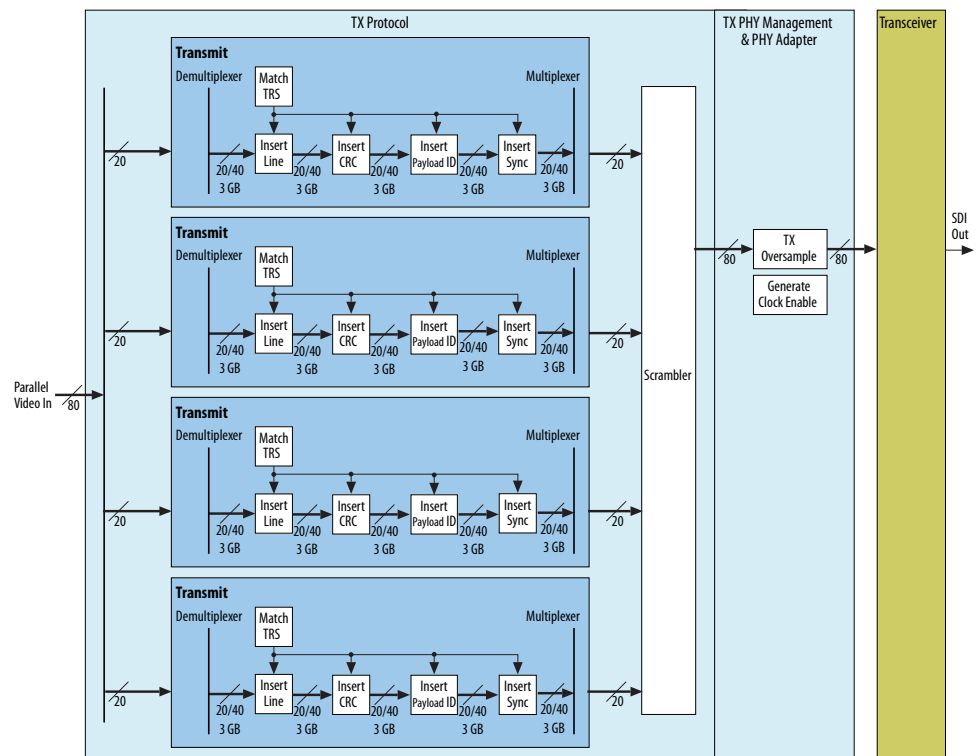 TX Protocol
TX PHY Management
& PHY Adapter
Transceiver
Transmit
Demultiplexer
Match
TRS
Multiplexer
Insert
Line
Insert
CRC
Insert
Payload ID
Insert
Sync
20
20/40
3 GB
20/40
3 GB
20/40
3 GB
20/40
3 GB
20/40
3 GB
20
Transmit
Demultiplexer
Match
TRS
Multiplexer
Insert
Line
Insert
CRC
Insert
Payload ID
Insert
Sync
20
20/40
3 GB
20/40
3 GB
20/40
3 GB
20/40
3 GB
20/40
3 GB
20
Parallel
Video In
80
Transmit
Demultiplexer
Match
TRS
Multiplexer
Insert
Line
Insert
CRC
Insert
Payload ID
Insert
Sync
20
20/40
3 GB
20/40
3 GB
20/40
3 GB
20/40
3 GB
20/40
3 GB
20
Transmit
Demultiplexer
Match
TRS
Multiplexer
Insert
Line
Insert
CRC
Insert
Payload ID
Insert
Sync
20
20/40
3 GB
20/40
3 GB
20/40
3 GB
20/40
3 GB
20/40
3 GB
20
Scrambler
80
TX
Oversample
80
Generate
Clock Enable
SDI
Out